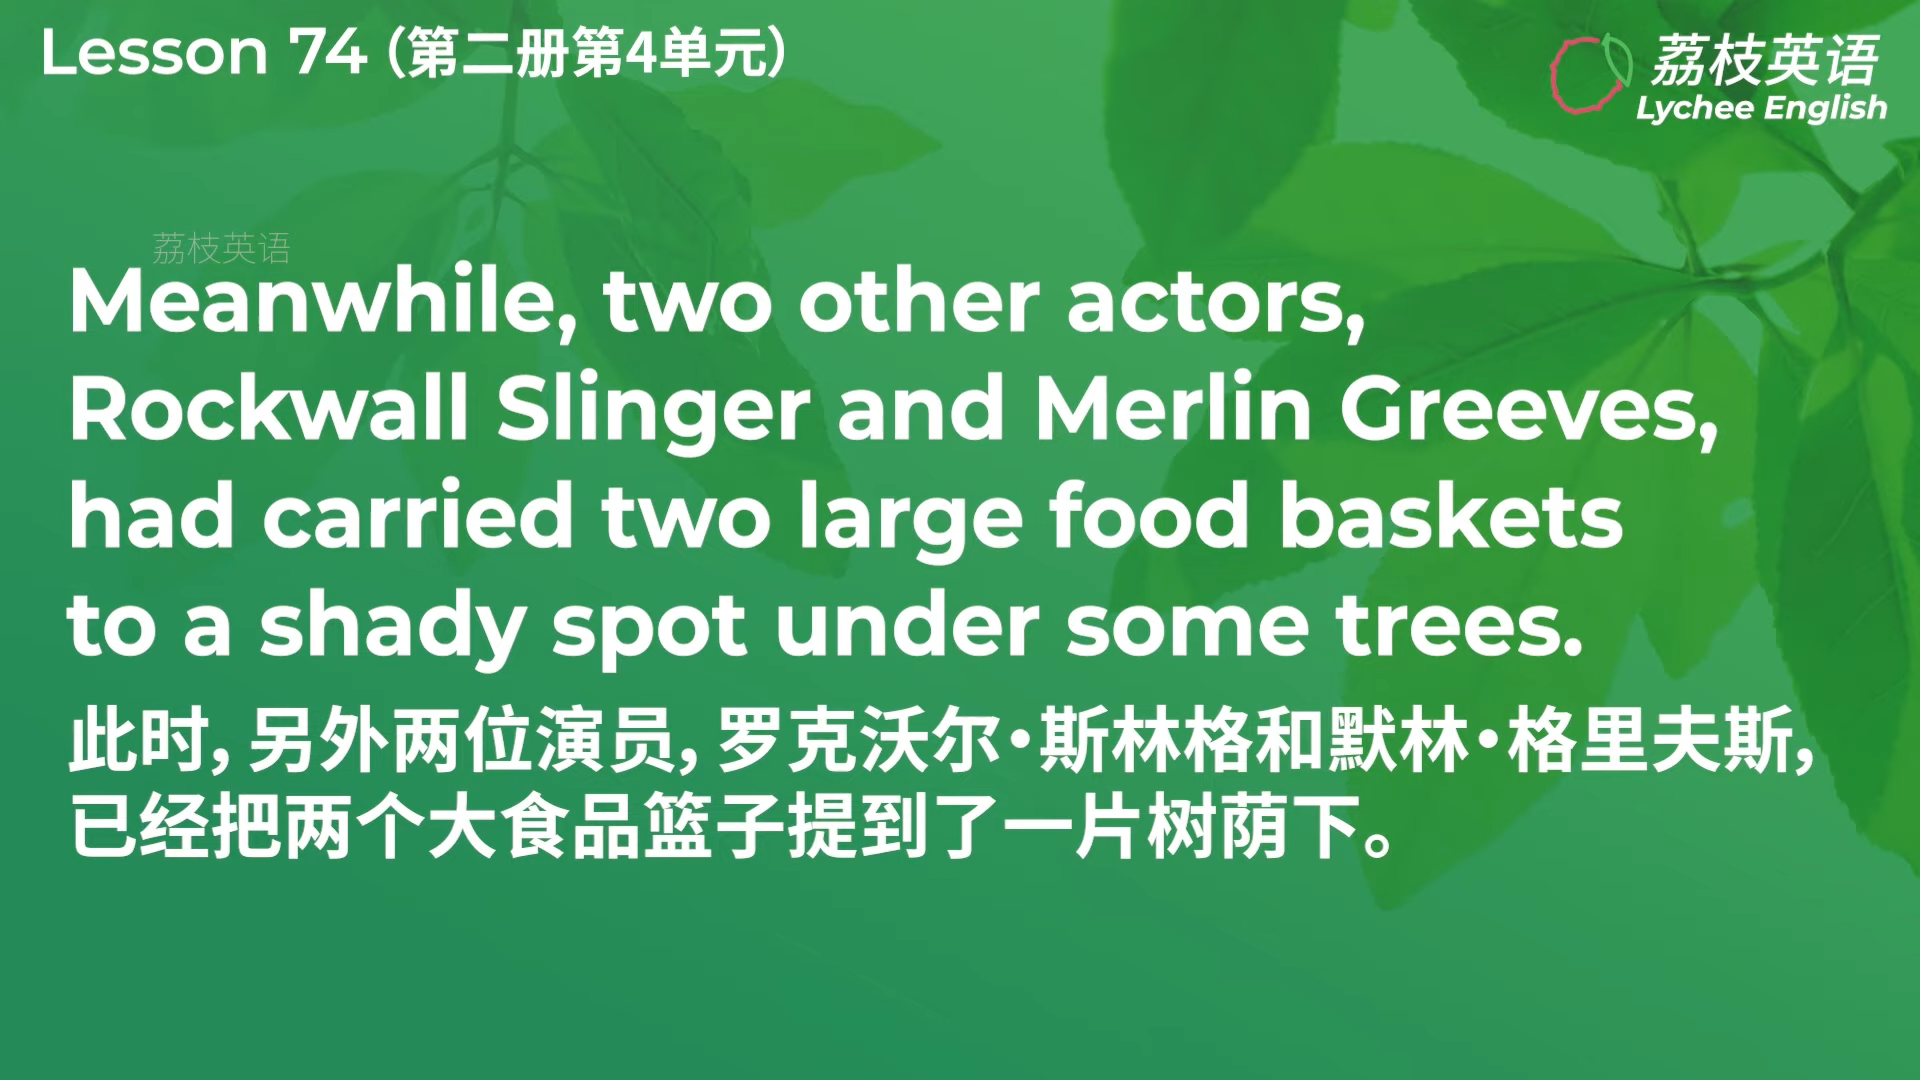 Lesson 74（第二册第4单元）
荔枝英语
Lychee English
荔枝英语
Meanwhile, two other actors,
Rockwall Slinger and Merlin Greeves,
had carried two large food baskets
to a shady spot under some trees.
此时，另外两位演员，罗克沃尔•斯林格和默林•格里夫斯，
已经把两个大食品篮子提到了一片树荫下。